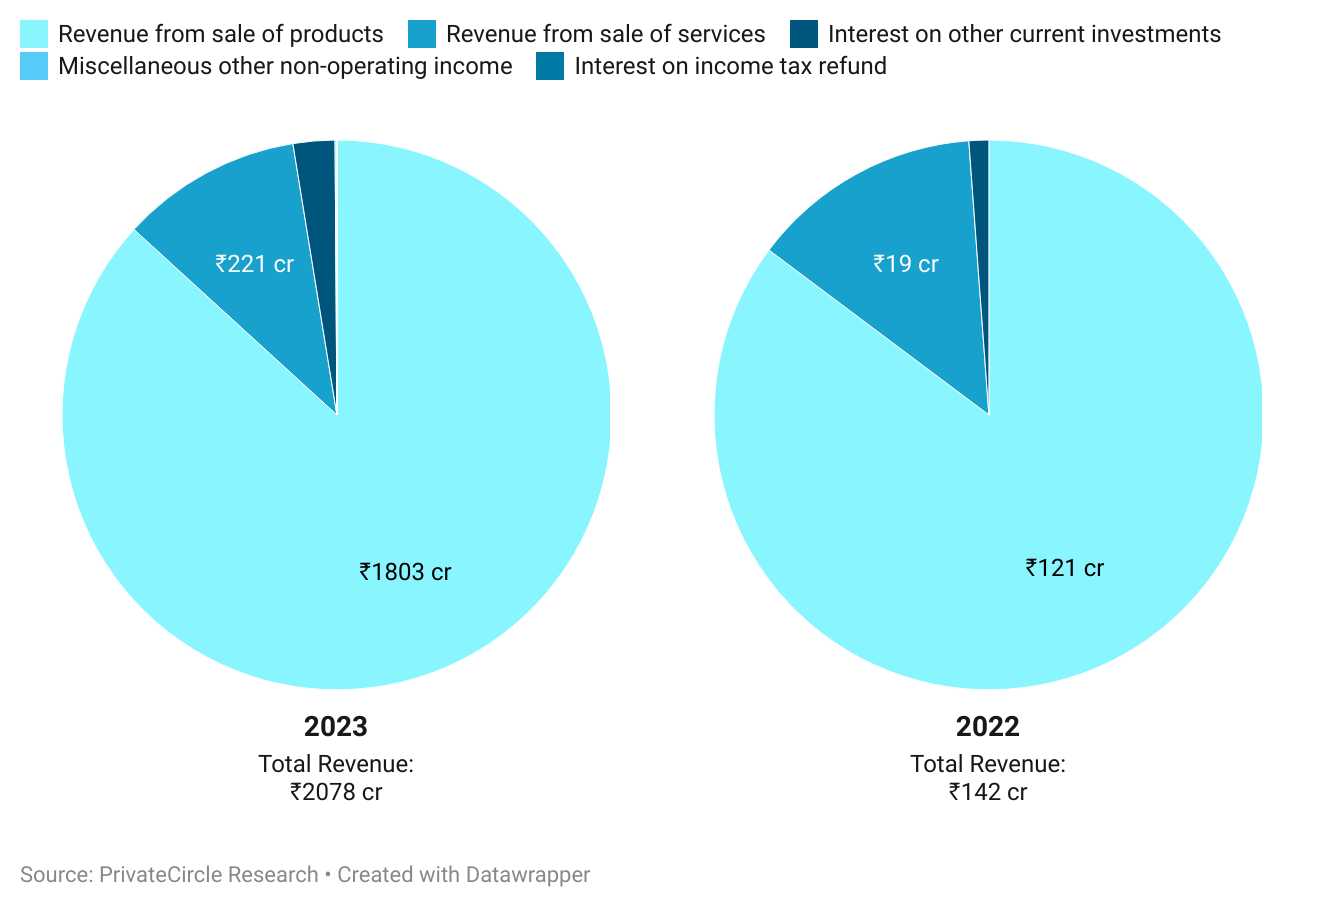 Revenue from sale of products Revenue from sale of services Interest on other current investments
Miscellaneous other non-operating income Interest on income tax refund
₹221 cr
₹1803 cr
2023
Total Revenue:
₹2078 cr
₹19 cr
₹121 cr
2022
Total Revenue:
₹142 cr
Source: PrivateCircle Research • Created with Datawrapper